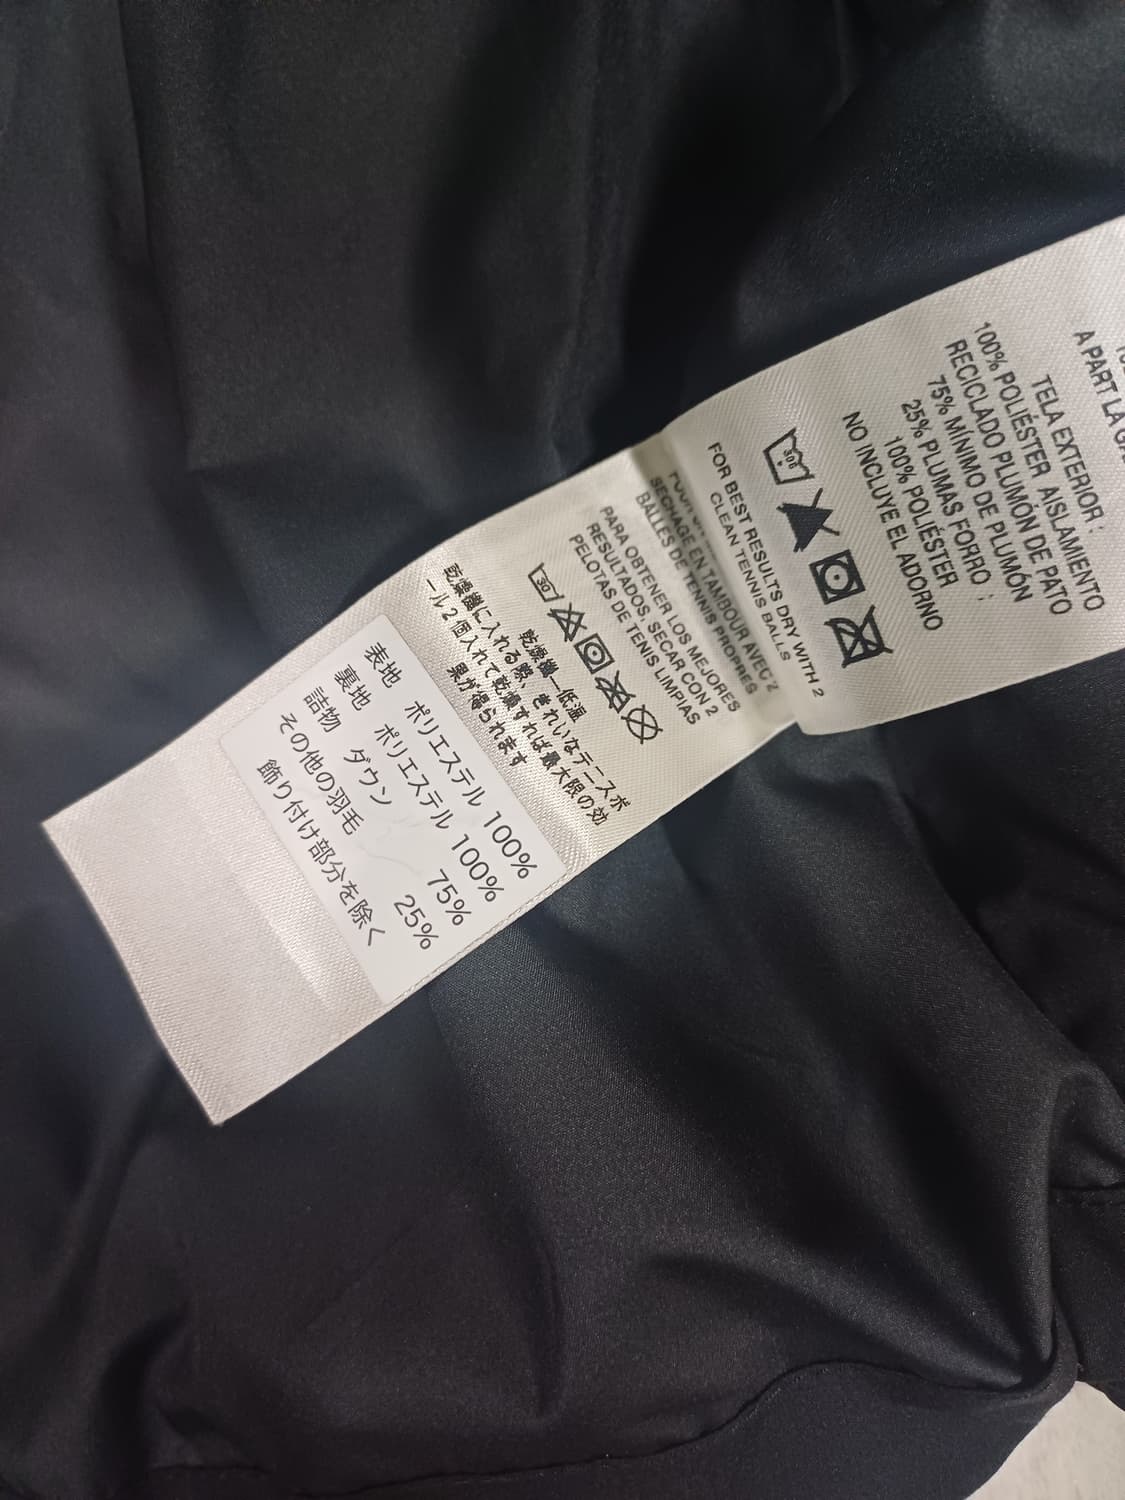 A PART LA
TELA EXTERIOR :
100% POLIÉSTER AISLAMIENTO
RECICLADO PLUMÓN DE PATO
75% MÍNIMO DE PLUMÓN
25% PLUMAS FORRO :
100% POLIÉSTER
NO INCLUYE EL ADORNO
30
FOR BEST RESULTS DRY WITH 2
CLEAN TENNIS BALLS
SECHAGE EN TAMBOUR AVEC 2
BALLES DE TENNIS PROPRES
PARA OBTENER LOS MEJORES
RESULTADOS, SECAR CON 2
PELOTAS DE TENIS LIMPIAS
30
乾燥機—低温
乾燥機に入れる際、きれいなテニスボ
ール2個入れて乾燥すれば最大限の効
果が得られます
表地 ポリエステル 100%
裏地 ポリエステル 100%
詰物 ダウン 75%
その他の羽毛 25%
飾り付け部分を除く